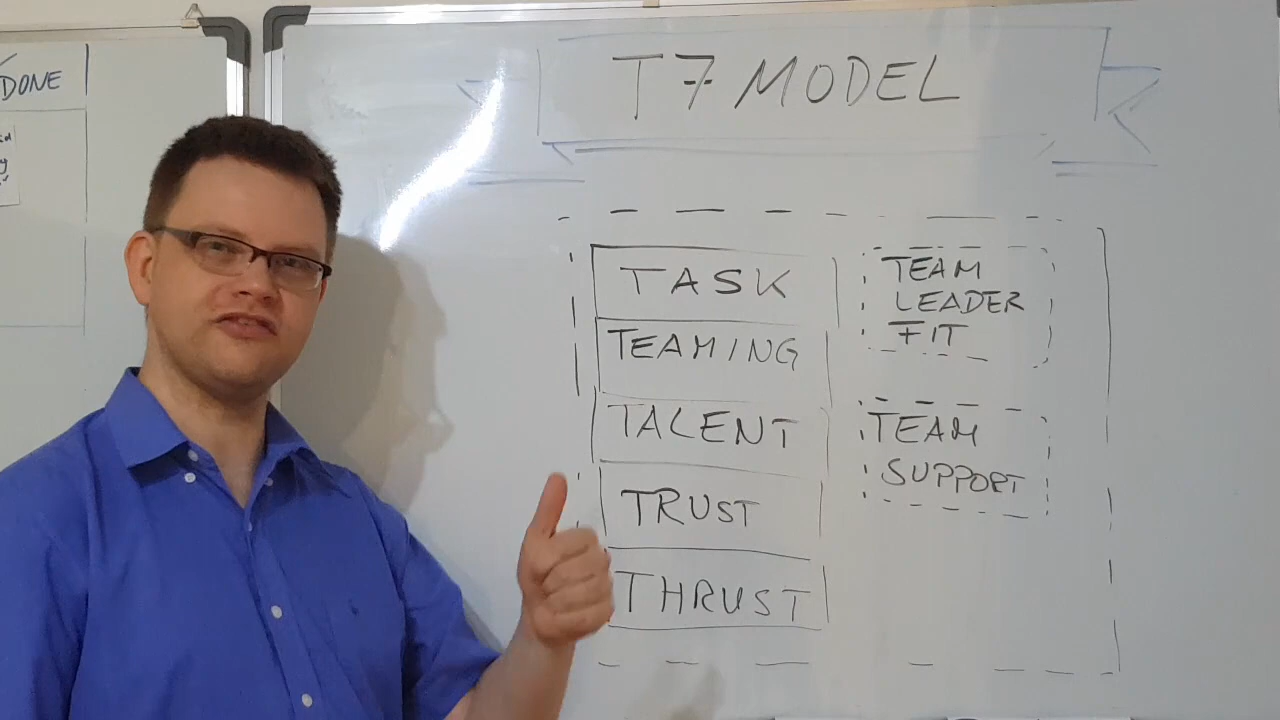 DONE
T7 MODEL
TASK
TEAMING
TALENT
TRUST
THRUST
TEAM
LEADER
FIT
TEAM
SUPPORT